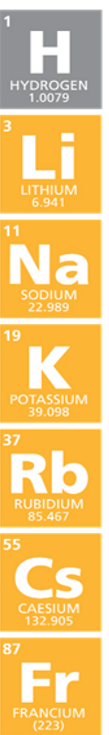 1
H
HYDROGEN
1.0079
3
Li
LITHIUM
6.941
11
Na
SODIUM
22.989
19
K
POTASSIUM
39.098
37
Rb
RUBIDIUM
85.467
55
Cs
CAESIUM
132.905
87
Fr
FRANCIUM
(223)